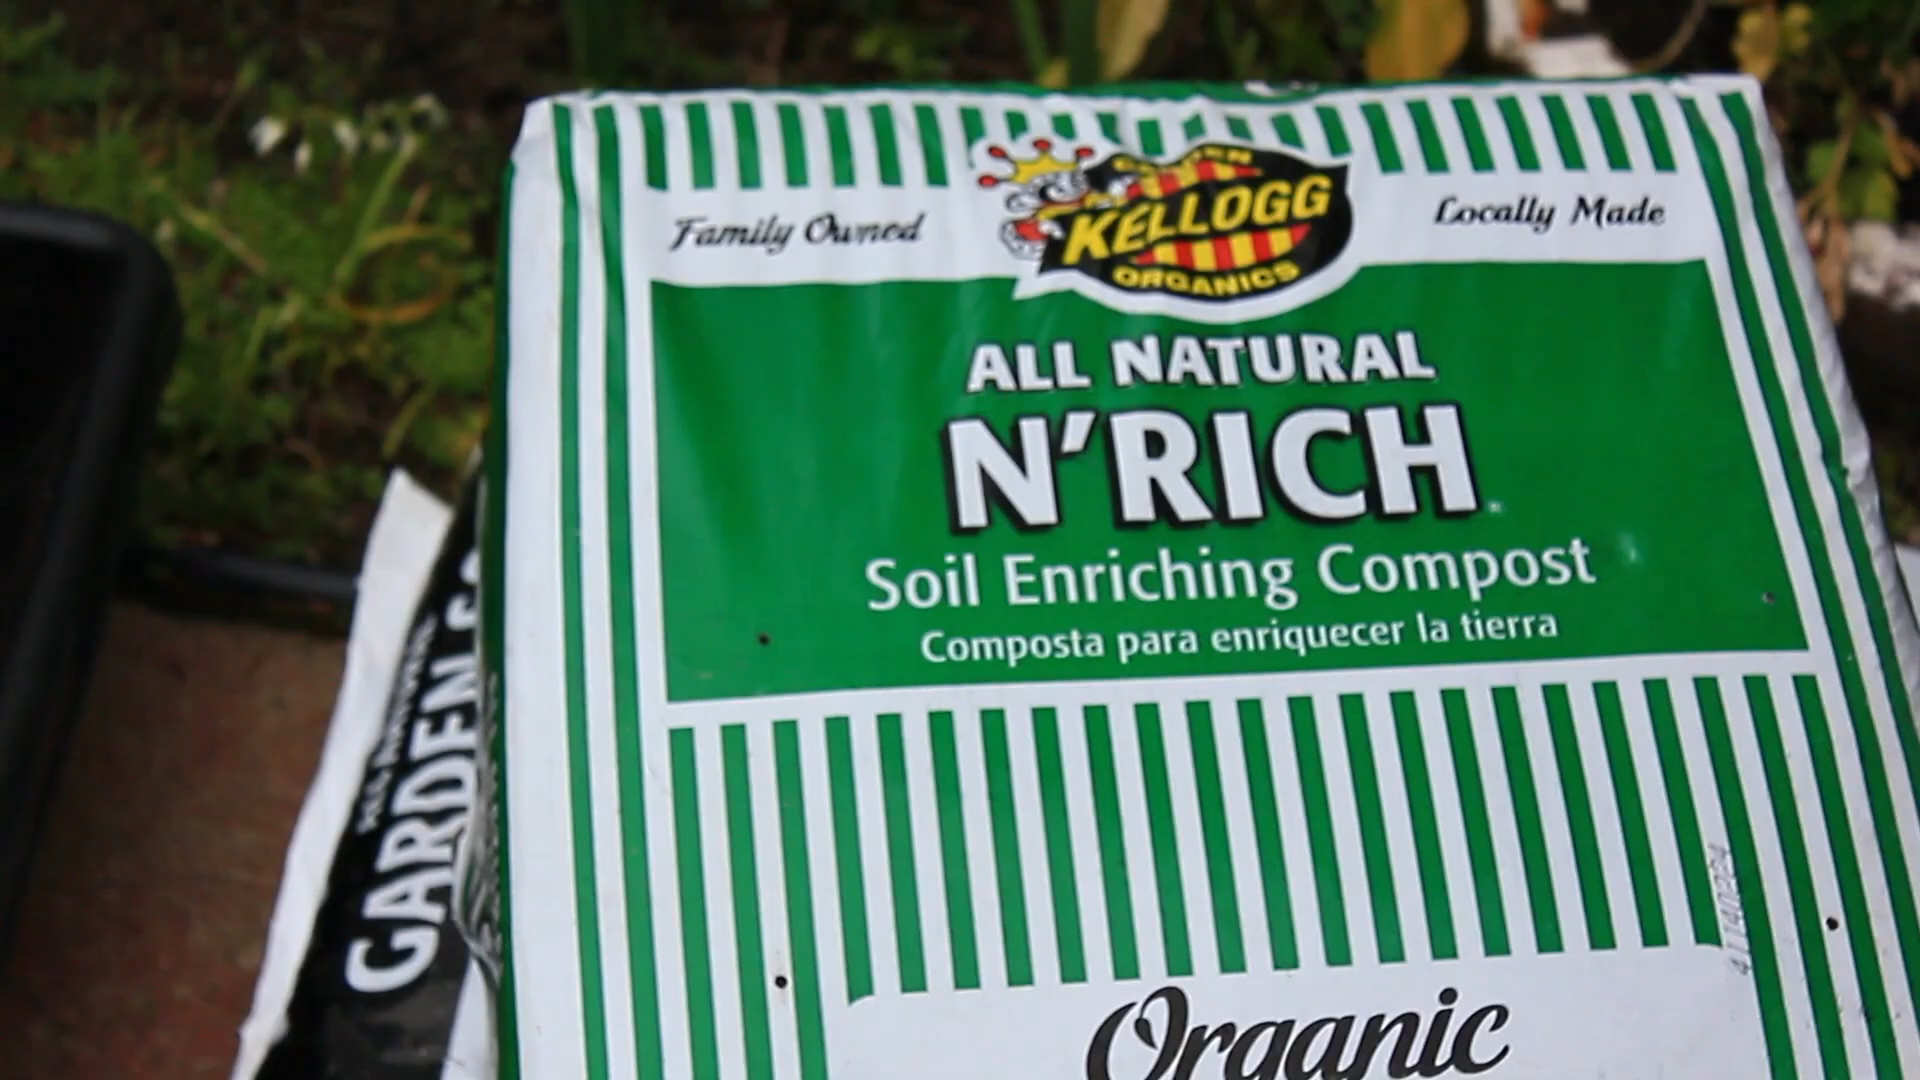 Family Owned
KELLOGG
ORGANICS
Locally Made
ALL NATURAL
N'RICH
Soil Enriching Compost
Composta para enriquecer la tierra
Organic
GARDEN